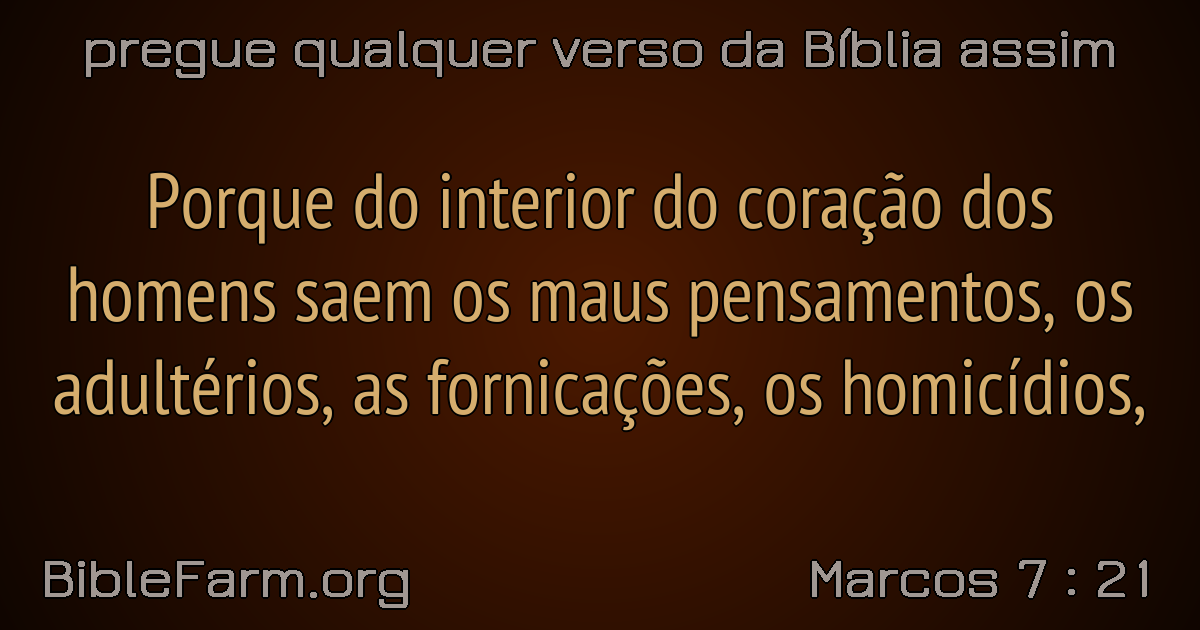 pregue qualquer verso da Bíblia assim
Porque do interior do coração dos
homens saem os maus pensamentos, os
adultérios, as fornicações, os homicídios,
BibleFarm.org
Marcos 7 : 21